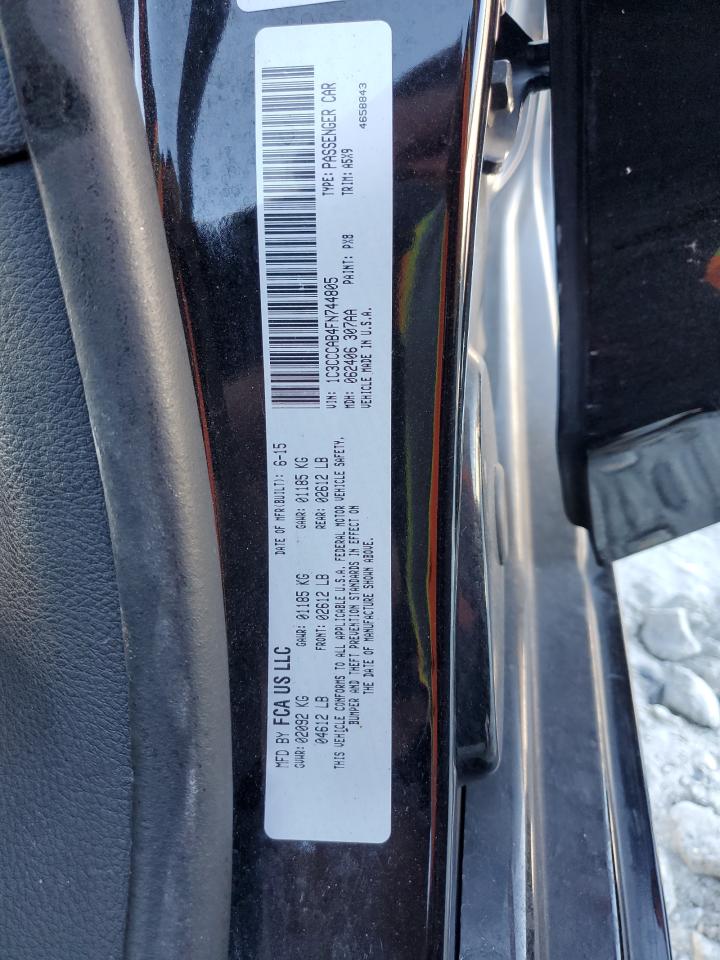 MFD BY FCA US LLC DATE OF MFR(BUILT): 6-15
GVWR: 02092 KG GAWR: 01185 KG GAWR: 01185 KG
04612 LB FRONT: 02612 LB REAR: 02612 LB
THIS VEHICLE CONFORMS TO ALL APPLICABLE U.S.A. FEDERAL MOTOR VEHICLE SAFETY,
BUMPER AND THEFT PREVENTION STANDARDS IN EFFECT ON
THE DATE OF MANUFACTURE SHOWN ABOVE.
VIN: 1C3CCCAB4FN744805 TYPE: PASSENGER CAR
MDH: 062406 307AA PAINT: PX8 TRIM: A5X9
VEHICLE MADE IN U.S.A. 4658843